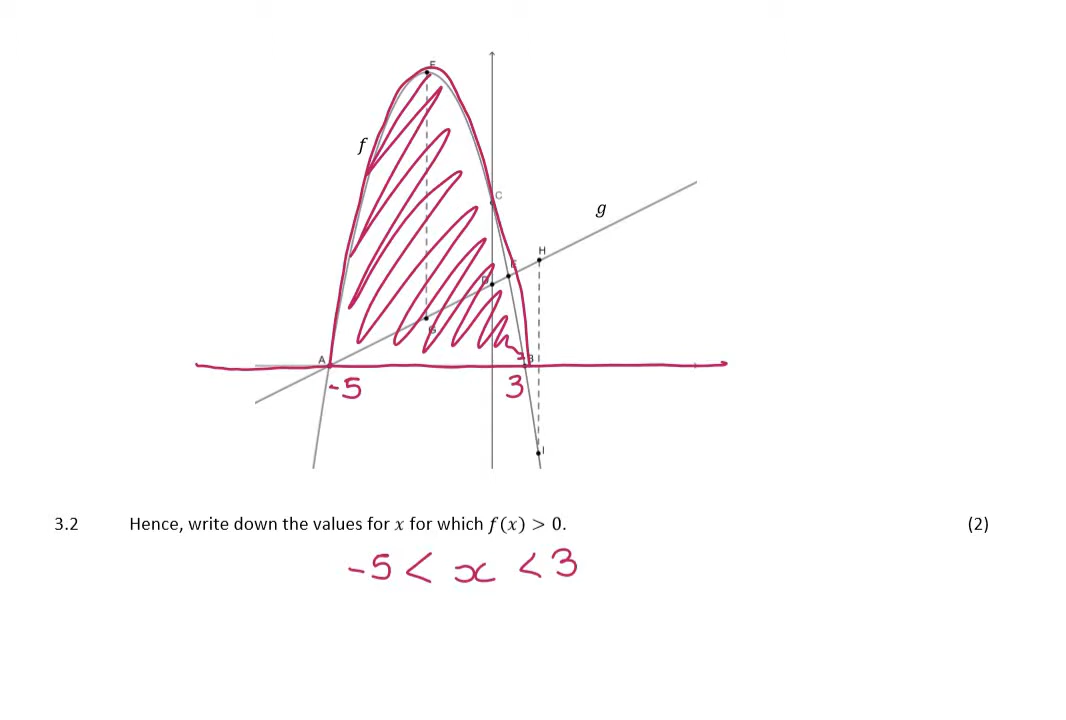 E
f
C
g
H
F
D
G
A
B
-5
3
I
3.2 Hence, write down the values for x for which f(x) > 0. (2)
-5 < x < 3